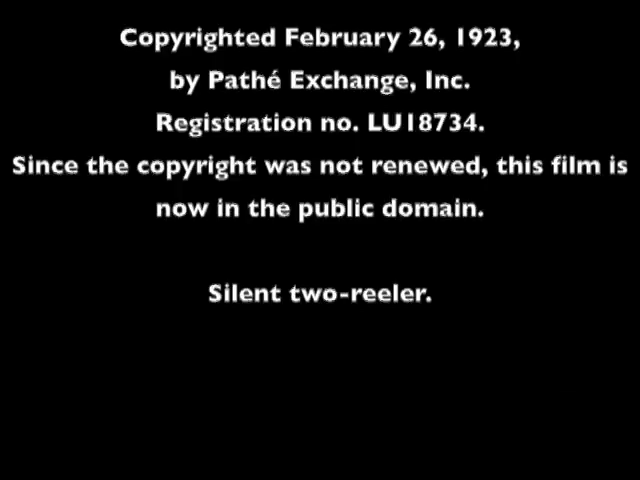 Copyrighted February 26, 1923,
by Pathé Exchange, Inc.
Registration no. LU18734.
Since the copyright was not renewed, this film is
now in the public domain.
Silent two-reeler.